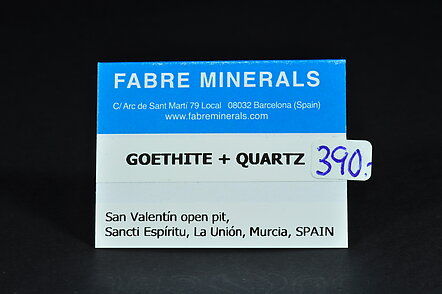 FABRE MINERALS
C/ Arc de Sant Martí 79 Local 08032 Barcelona (Spain)
www.fabreminerals.com
GOETHITE + QUARTZ 390.-
San Valentín open pit,
Sancti Espíritu, La Unión, Murcia, SPAIN